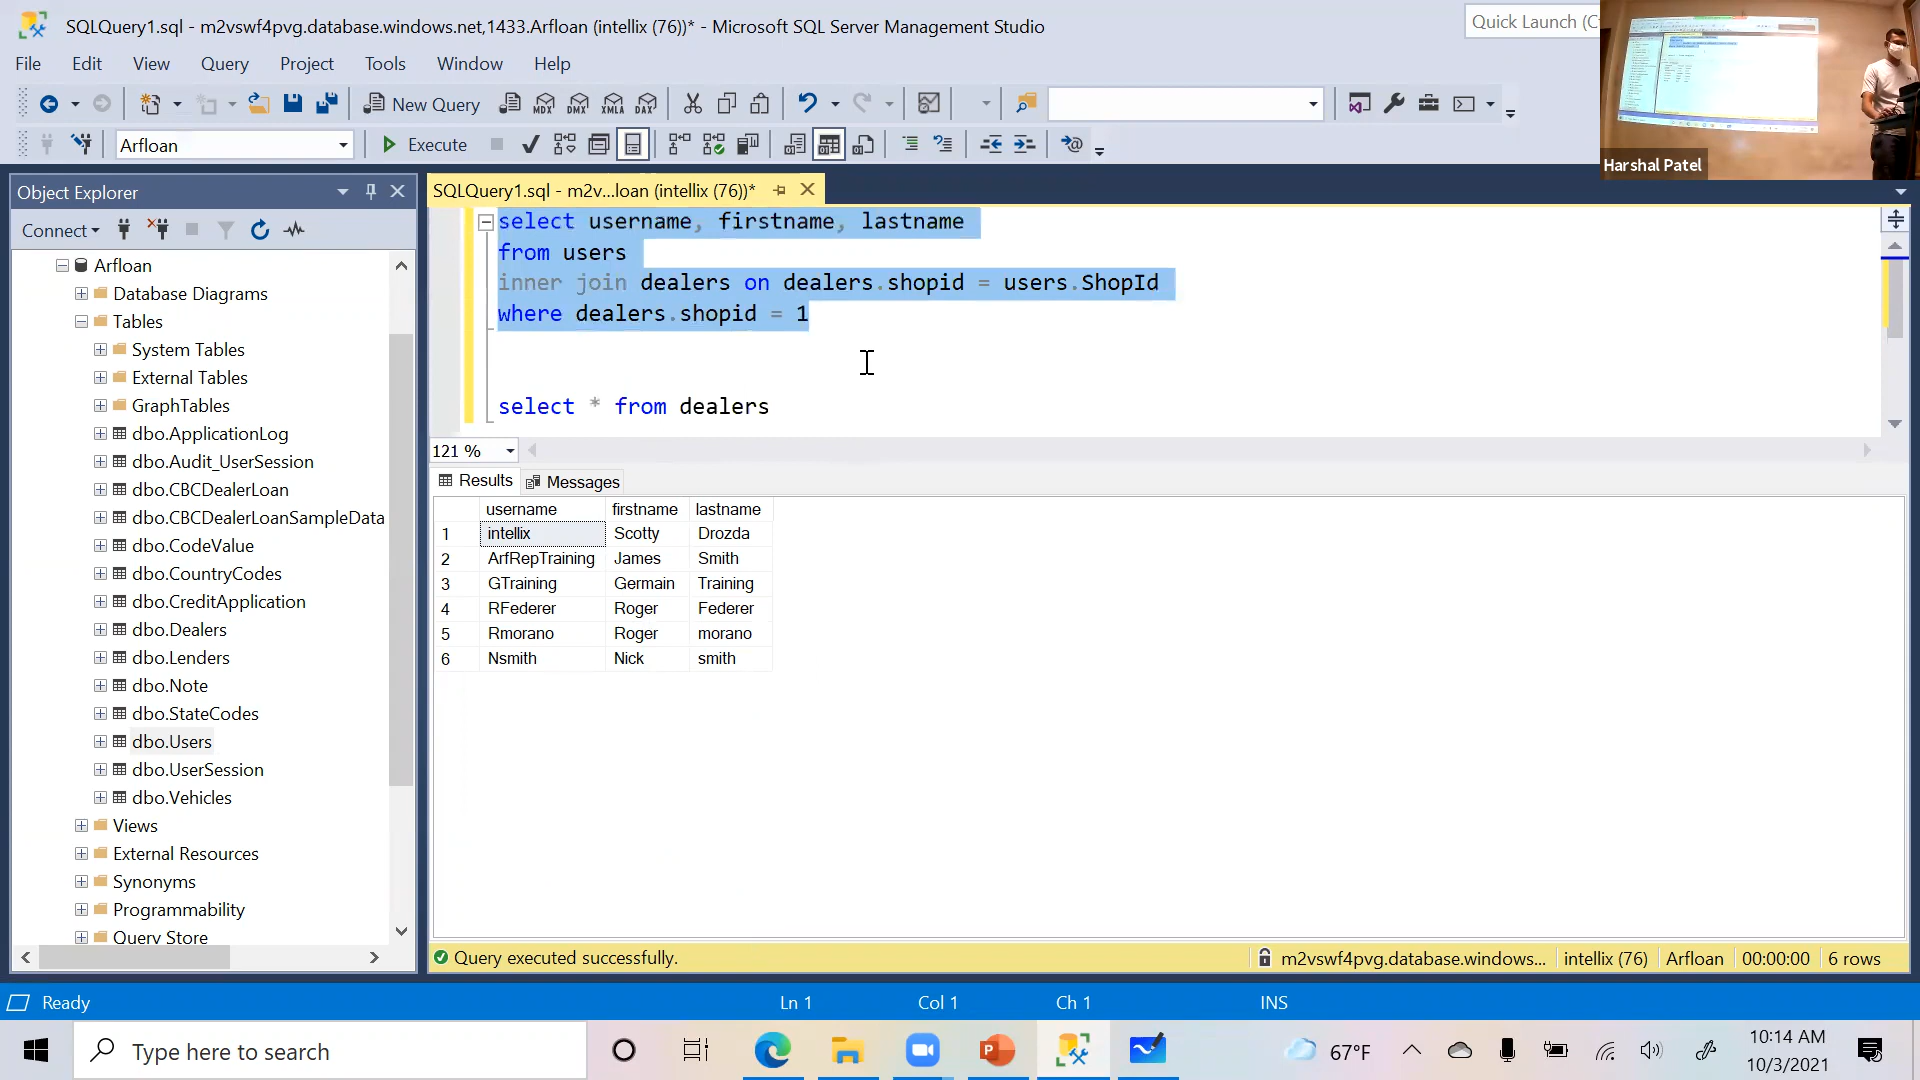 SQLQuery1.sql - m2vswf4pvg.database.windows.net,1433.Arfloan (intellix (76))* - Microsoft SQL Server Management Studio
Quick Launch (C
File Edit View Query Project Tools Window Help
New Query
MDX DMX XMLA DAX
Arfloan
Execute
Harshal Patel
Object Explorer
SQLQuery1.sql - m2v...loan (intellix (76))*
Connect
Arfloan
Database Diagrams
Tables
System Tables
External Tables
GraphTables
dbo.ApplicationLog
dbo.Audit_UserSession
dbo.CBCDealerLoan
dbo.CBCDealerLoanSampleData
dbo.CodeValue
dbo.CountryCodes
dbo.CreditApplication
dbo.Dealers
dbo.Lenders
dbo.Note
dbo.StateCodes
dbo.Users
dbo.UserSession
dbo.Vehicles
Views
External Resources
Synonyms
Programmability
Query Store
select username, firstname, lastname
from users
inner join dealers on dealers.shopid = users.ShopId
where dealers.shopid = 1
select * from dealers
121 %
Results Messages
username firstname lastname
1 intellix Scotty Drozda
2 ArfRepTraining James Smith
3 GTraining Germain Training
4 RFederer Roger Federer
5 Rmorano Roger morano
6 Nsmith Nick smith
Query executed successfully.
m2vswf4pvg.database.windows... intellix (76) Arfloan 00:00:00 6 rows
Ready Ln 1 Col 1 Ch 1 INS
Type here to search
67°F
10:14 AM
10/3/2021